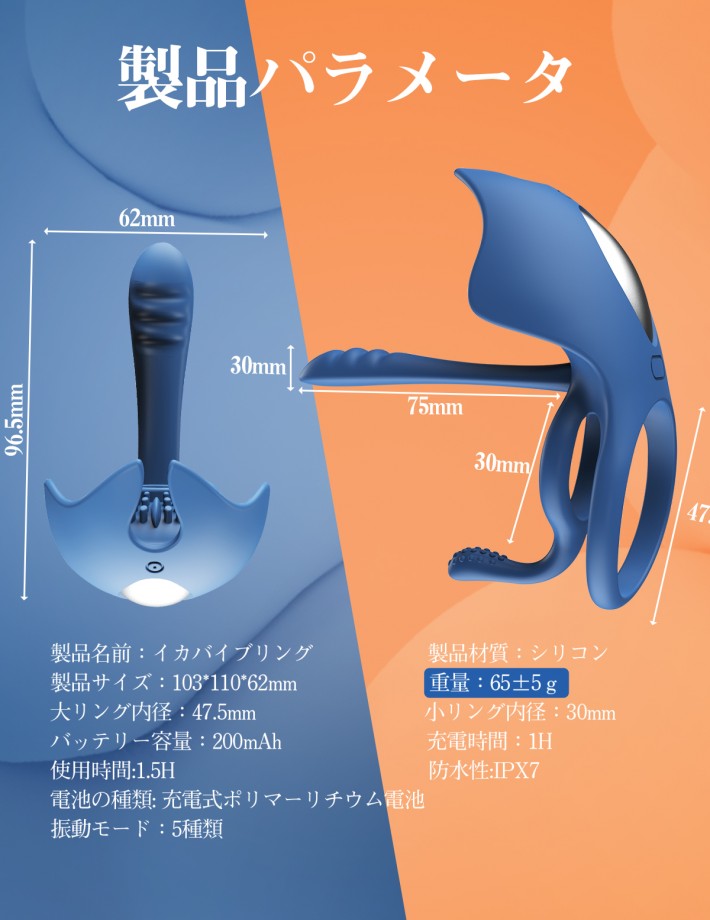 製品パラメータ
62mm
96.5mm
30mm
75mm
30mm
47.
製品名前：イカバイブリング
製品サイズ：103*110*62mm
大リング内径：47.5mm
バッテリー容量：200mAh
使用時間:1.5H
電池の種類: 充電式ポリマーリチウム電池
振動モード：5種類
製品材質：シリコン
重量：65±5ｇ
小リング内径：30mm
充電時間：1H
防水性:IPX7